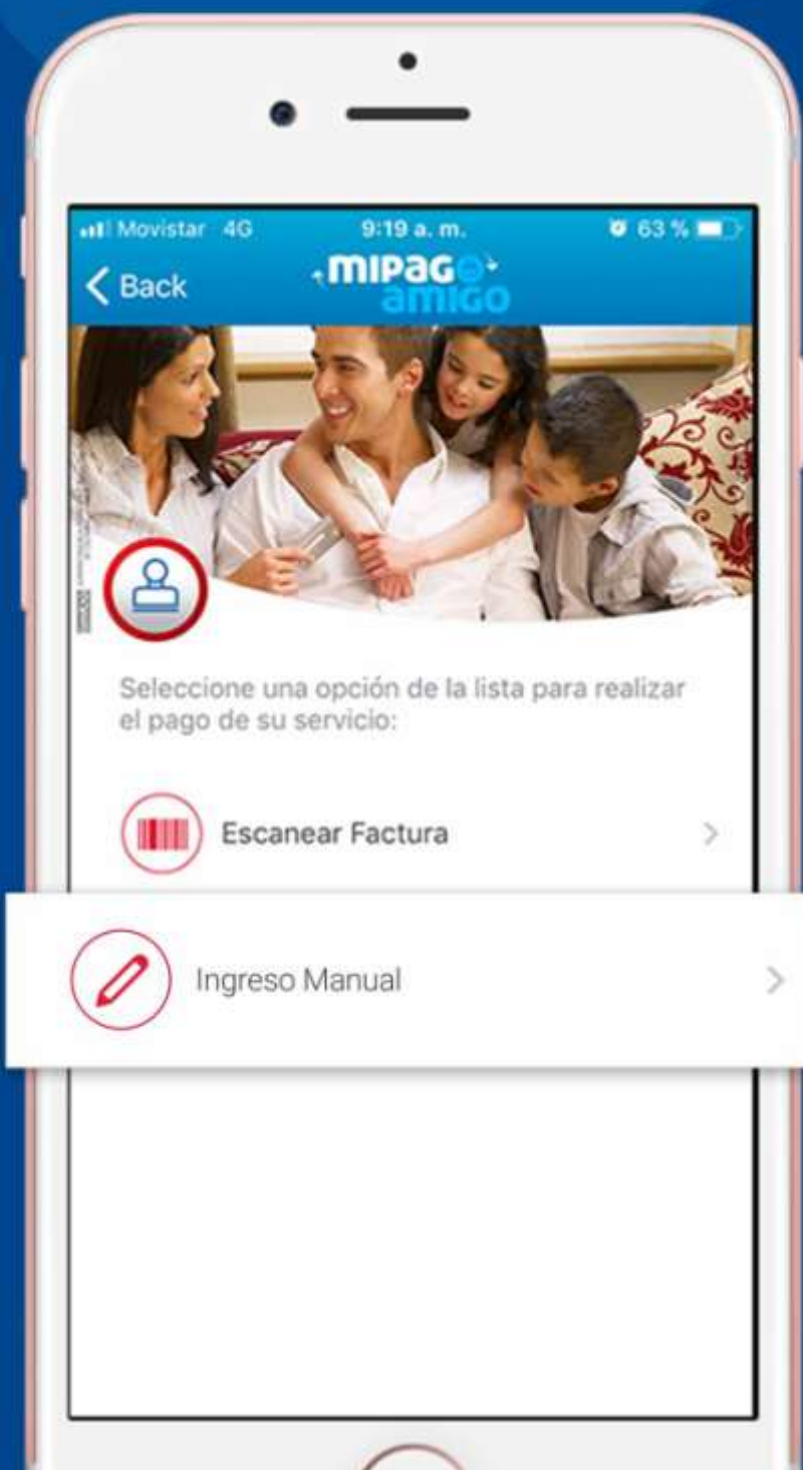 Movistar 4G 9:19 a. m. 63 %
Back
mipago
amigo
Seleccione una opción de la lista para realizar
el pago de su servicio:
Escanear Factura
Ingreso Manual